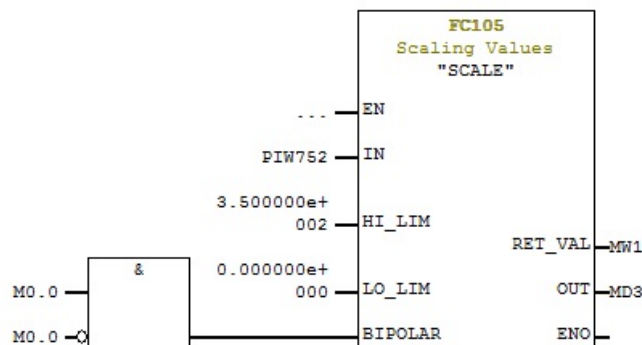 FC105
Scaling Values
"SCALE"
... EN
PIW752 IN
3.500000e+
002 HI_LIM
RET_VAL MW1
0.000000e+
000 LO_LIM
OUT MD3
&
M0.0
M0.0
BIPOLAR
ENO